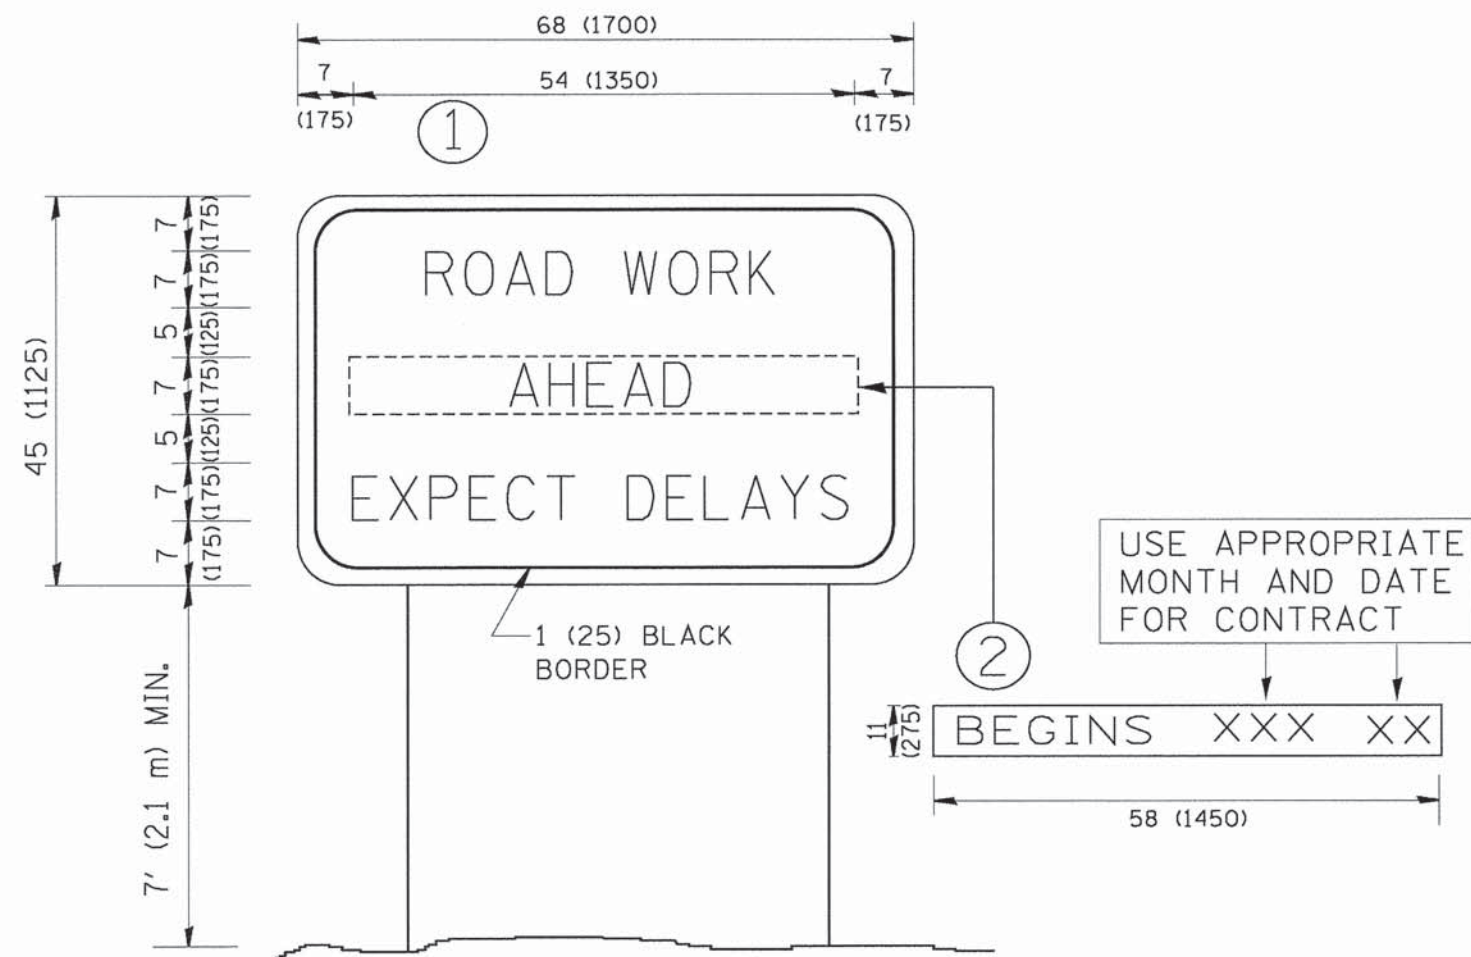 68 (1700)
7
54 (1350)
7
(175)
(175)
1
7
(175)
7
(175)
5
(125)
7
(175)
5
(125)
7
(175)
7
(175)
45 (1125)
ROAD WORK
AHEAD
EXPECT DELAYS
1 (25) BLACK
BORDER
7' (2.1 m) MIN.
USE APPROPRIATE
MONTH AND DATE
FOR CONTRACT
2
11
(275)
BEGINS XXX XX
58 (1450)